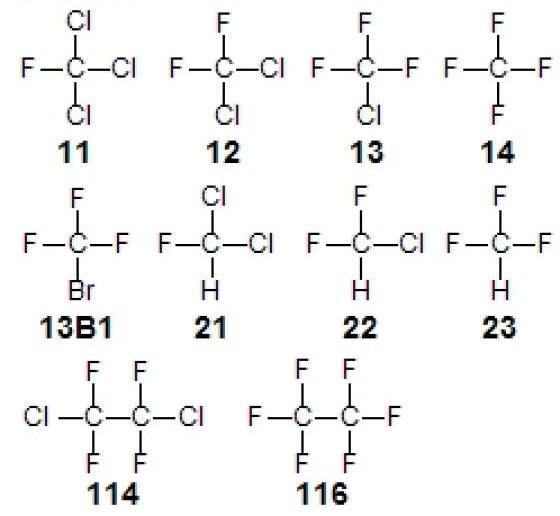 Cl F F F
F C Cl F C Cl F C F F C F
Cl Cl Cl F
11 12 13 14
F Cl F F
F C F F C Cl F C Cl F C F
Br H H H
13B1 21 22 23
F F F F
Cl C C Cl F C C F
F F F F
114 116